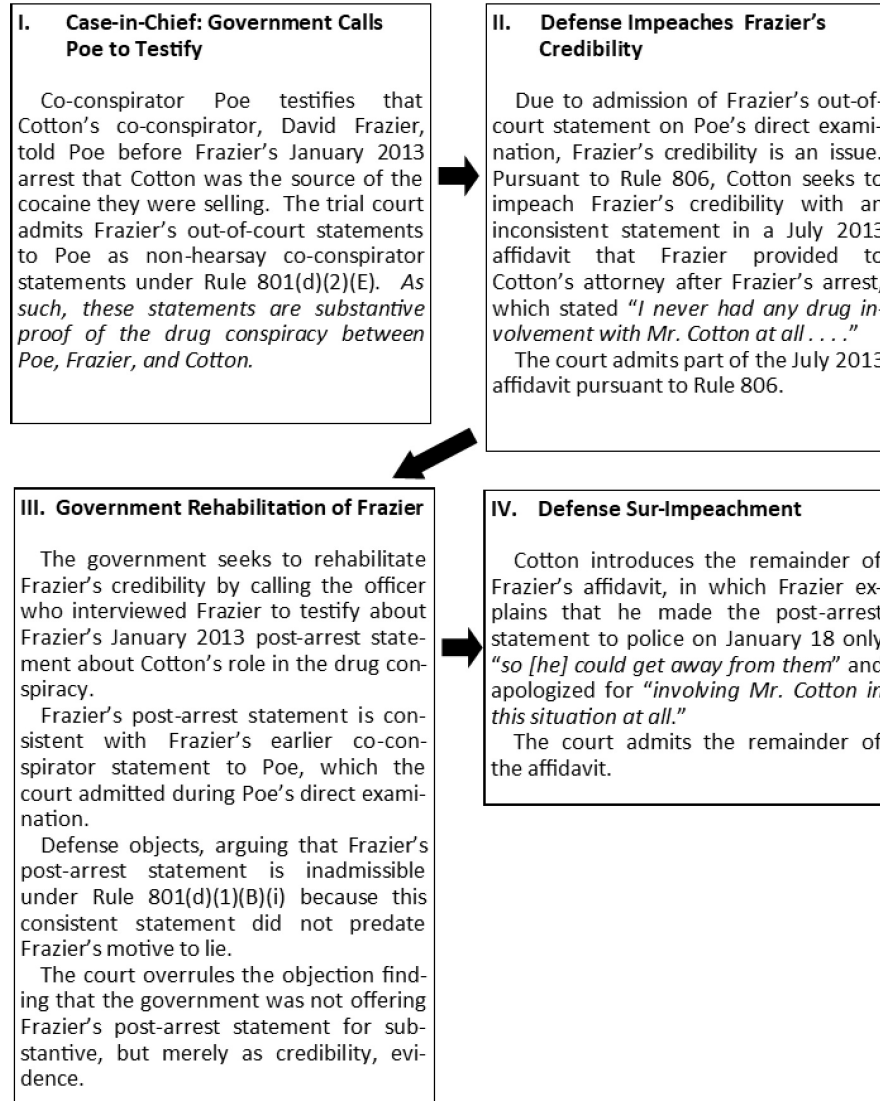 I. Case-in-Chief: Government Calls
Poe to Testify
Co-conspirator Poe testifies that
Cotton's co-conspirator, David Frazier,
told Poe before Frazier's January 2013
arrest that Cotton was the source of the
cocaine they were selling. The trial court
admits Frazier's out-of-court statements
to Poe as non-hearsay co-conspirator
statements under Rule 801(d)(2)(E). As
such, these statements are substantive
proof of the drug conspiracy between
Poe, Frazier, and Cotton.
II. Defense Impeaches Frazier's
Credibility
Due to admission of Frazier's out-of-
court statement on Poe's direct exami-
nation, Frazier's credibility is an issue.
Pursuant to Rule 806, Cotton seeks to
impeach Frazier's credibility with an
inconsistent statement in a July 2013
affidavit that Frazier provided to
Cotton's attorney after Frazier's arrest,
which stated "I never had any drug in-
volvement with Mr. Cotton at all . . . ."
The court admits part of the July 2013
affidavit pursuant to Rule 806.
III. Government Rehabilitation of Frazier
The government seeks to rehabilitate
Frazier's credibility by calling the officer
who interviewed Frazier to testify about
Frazier's January 2013 post-arrest state-
ment about Cotton's role in the drug con-
spiracy.
Frazier's post-arrest statement is con-
sistent with Frazier's earlier co-con-
spirator statement to Poe, which the
court admitted during Poe's direct exami-
nation.
Defense objects, arguing that Frazier's
post-arrest statement is inadmissible
under Rule 801(d)(1)(B)(i) because this
consistent statement did not predate
Frazier's motive to lie.
The court overrules the objection find-
ing that the government was not offering
Frazier's post-arrest statement for sub-
stantive, but merely as credibility, evi-
dence.
IV. Defense Sur-Impeachment
Cotton introduces the remainder of
Frazier's affidavit, in which Frazier ex-
plains that he made the post-arrest
statement to police on January 18 only
"so [he] could get away from them" and
apologized for "involving Mr. Cotton in
this situation at all."
The court admits the remainder of
the affidavit.